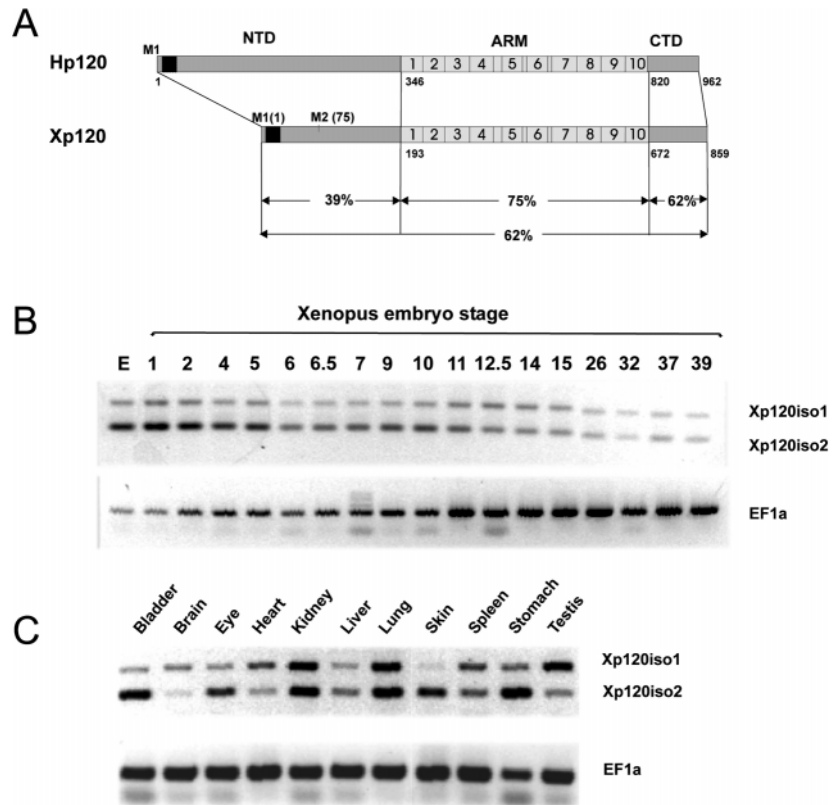 A
NTD ARM CTD
M1
Hp120 1 2 3 4 5 6 7 8 9 10
1 346 820 962
M1(1) M2 (75)
Xp120 1 2 3 4 5 6 7 8 9 10
193 672 859
39% 75% 62%
62%
B
Xenopus embryo stage
E 1 2 4 5 6 6.5 7 9 10 11 12.5 14 15 26 32 37 39
Xp120iso1
Xp120iso2
EF1a
C
Bladder Brain Eye Heart Kidney Liver Lung Skin Spleen Stomach Testis
Xp120iso1
Xp120iso2
EF1a